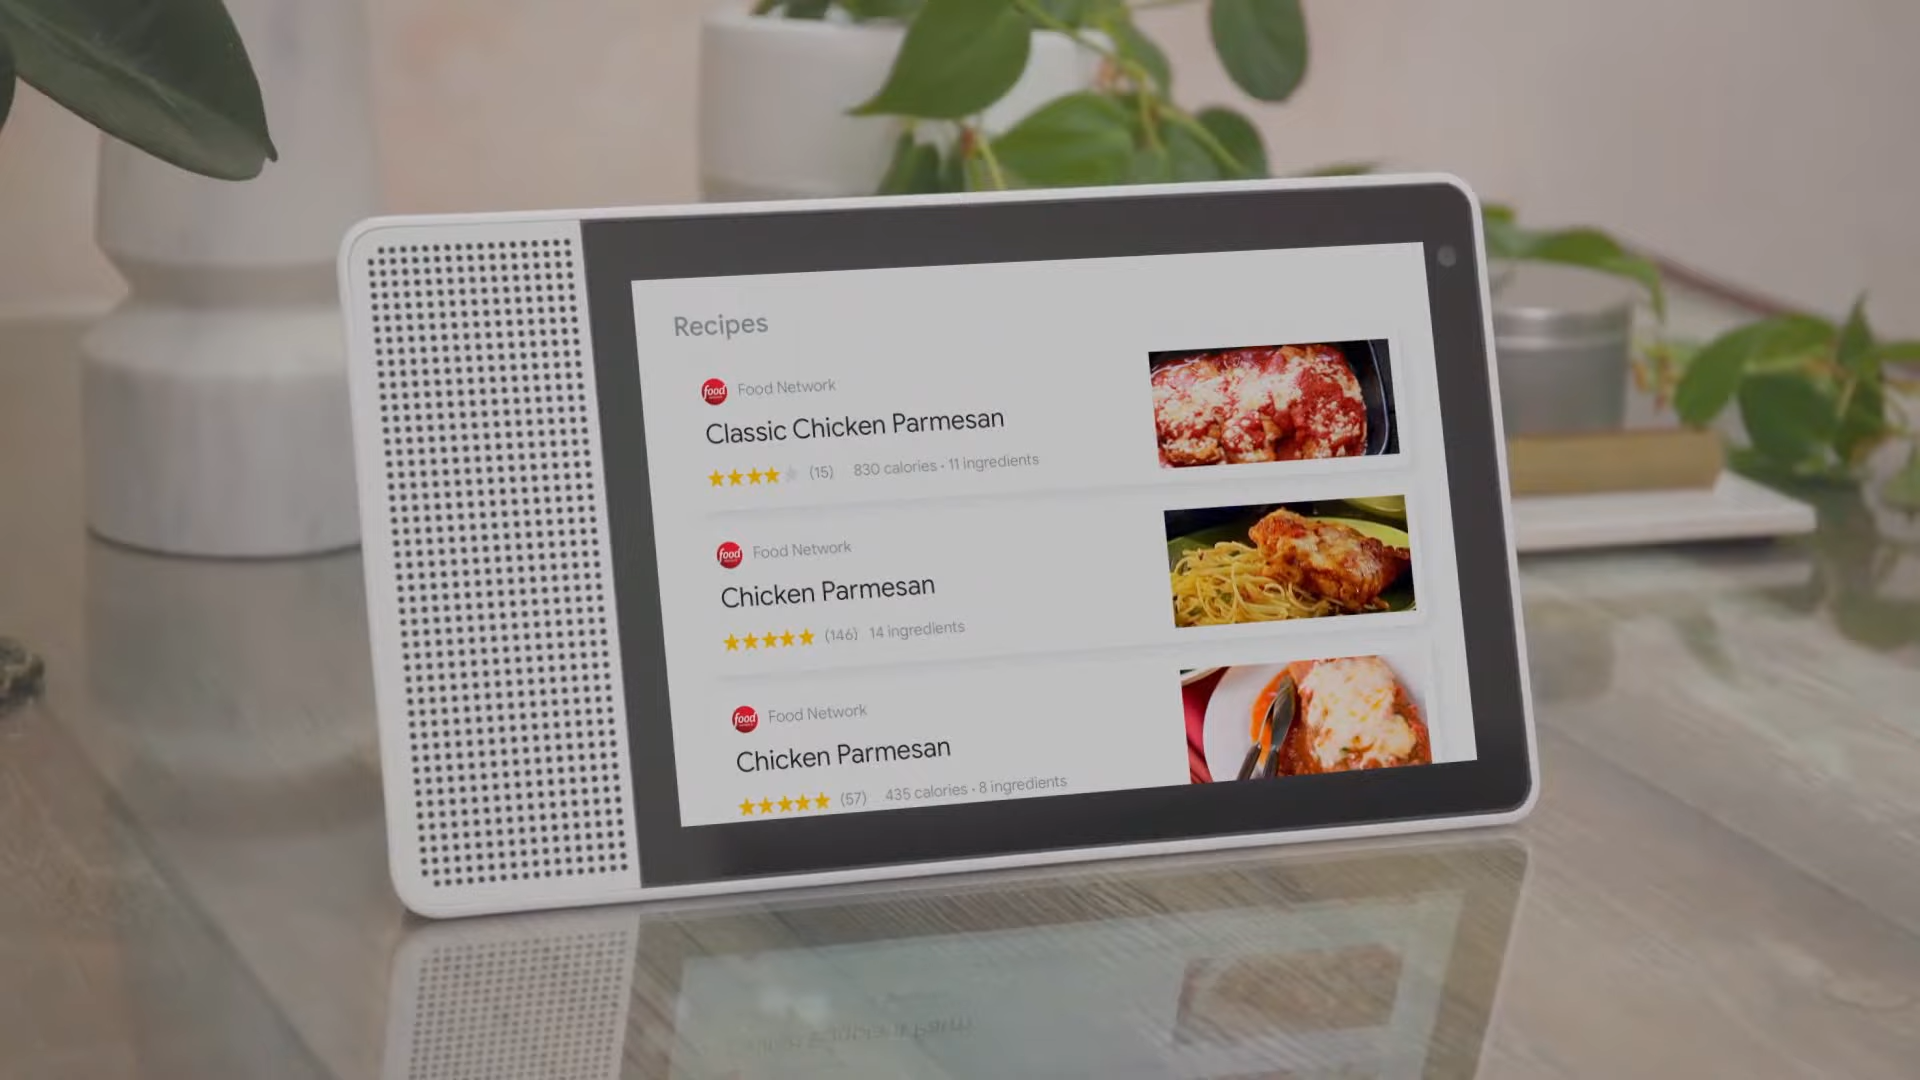 Recipes
food Food Network
Classic Chicken Parmesan
(15) 830 calories • 11 ingredients
food Food Network
Chicken Parmesan
(146) 14 ingredients
food Food Network
Chicken Parmesan
(57) 435 calories • 8 ingredients